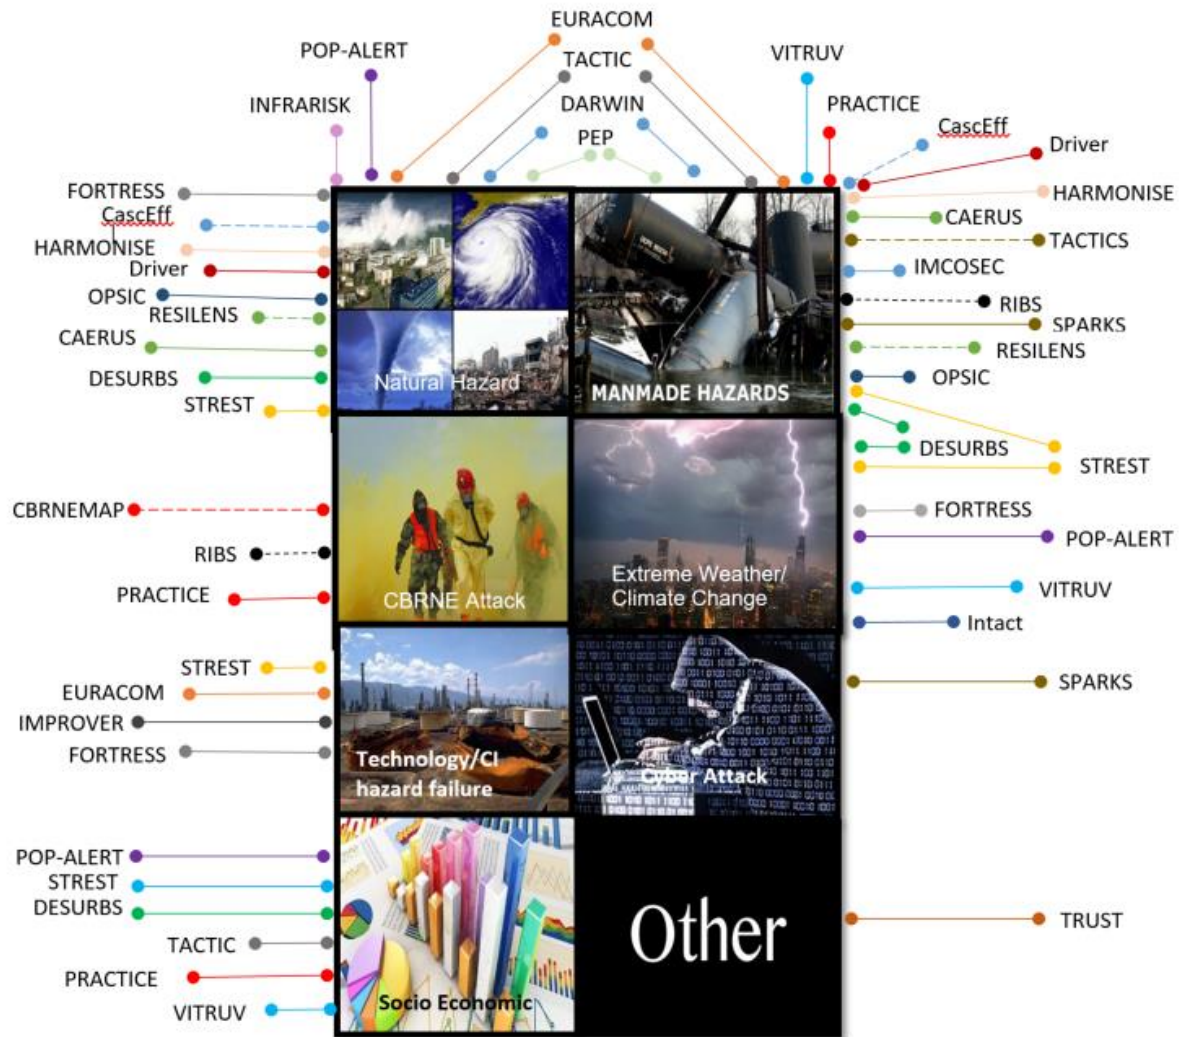 EURACOM
POP-ALERT
TACTIC
VITRUV
INFRARISK
DARWIN
PRACTICE
PEP
CascEff
Driver
FORTRESS
CascEff
HARMONISE
Driver
OPSIC
RESILENS
CAERUS
DESURBS
STREST
HARMONISE
CAERUS
TACTICS
IMCOSEC
RIBS
SPARKS
RESILENS
OPSIC
DESURBS
STREST
Natural Hazard
MANMADE HAZARDS
CBRNEMAP
RIBS
PRACTICE
CBRNE Attack
Extreme Weather/
Climate Change
FORTRESS
POP-ALERT
VITRUV
Intact
STREST
EURACOM
IMPROVER
FORTRESS
Technology/CI
hazard failure
Cyber Attack
SPARKS
POP-ALERT
STREST
DESURBS
TACTIC
PRACTICE
VITRUV
Socio Economic
Other
TRUST